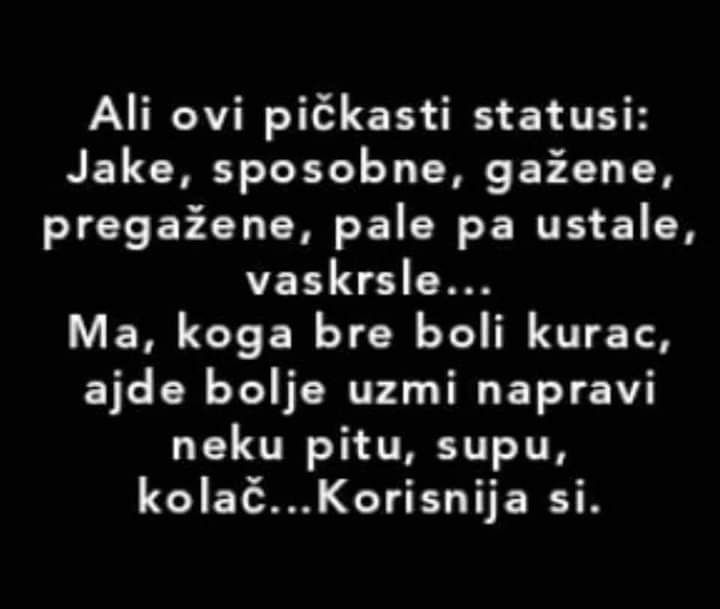 Ali ovi pičkasti statusi:
Jake, sposobne, gažene,
pregažene, pale pa ustale,
vaskrsle...
Ma, koga bre boli kurac,
ajde bolje uzmi napravi
neku pitu, supu,
kolač...Korisnija si.